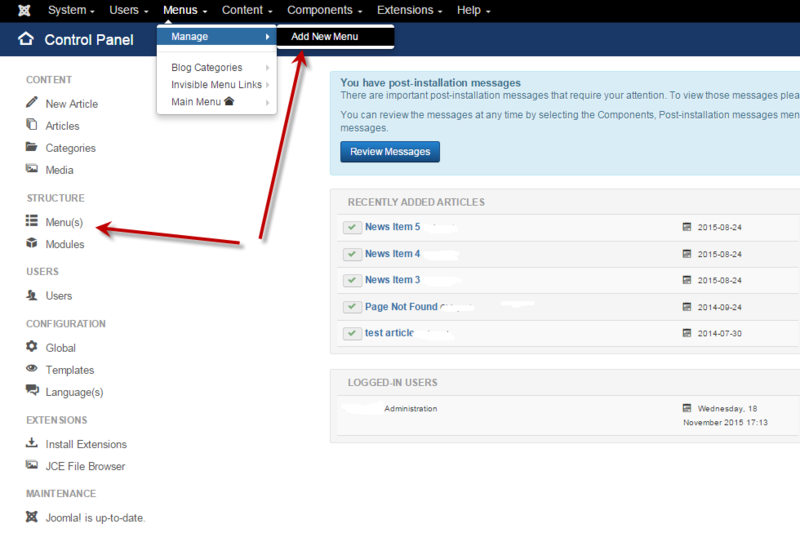 System Users Menus Content Components Extensions Help
Control Panel
Manage
Add New Menu
Blog Categories
Invisible Menu Links
Main Menu
CONTENT
New Article
Articles
Categories
Media
STRUCTURE
Menu(s)
Modules
USERS
Users
CONFIGURATION
Global
Templates
Language(s)
EXTENSIONS
Install Extensions
JCE File Browser
MAINTENANCE
Joomla! is up-to-date.
You have post-installation messages
There are important post-installation messages that require your attention. To view those messages plea
You can review the messages at any time by selecting the Components, Post-installation messages men
messages.
Review Messages
RECENTLY ADDED ARTICLES
News Item 5 2015-08-24
News Item 4 2015-08-24
News Item 3 2015-08-24
Page Not Found 2014-09-24
test article 2014-07-30
LOGGED-IN USERS
Administration Wednesday, 18
November 2015 17:13